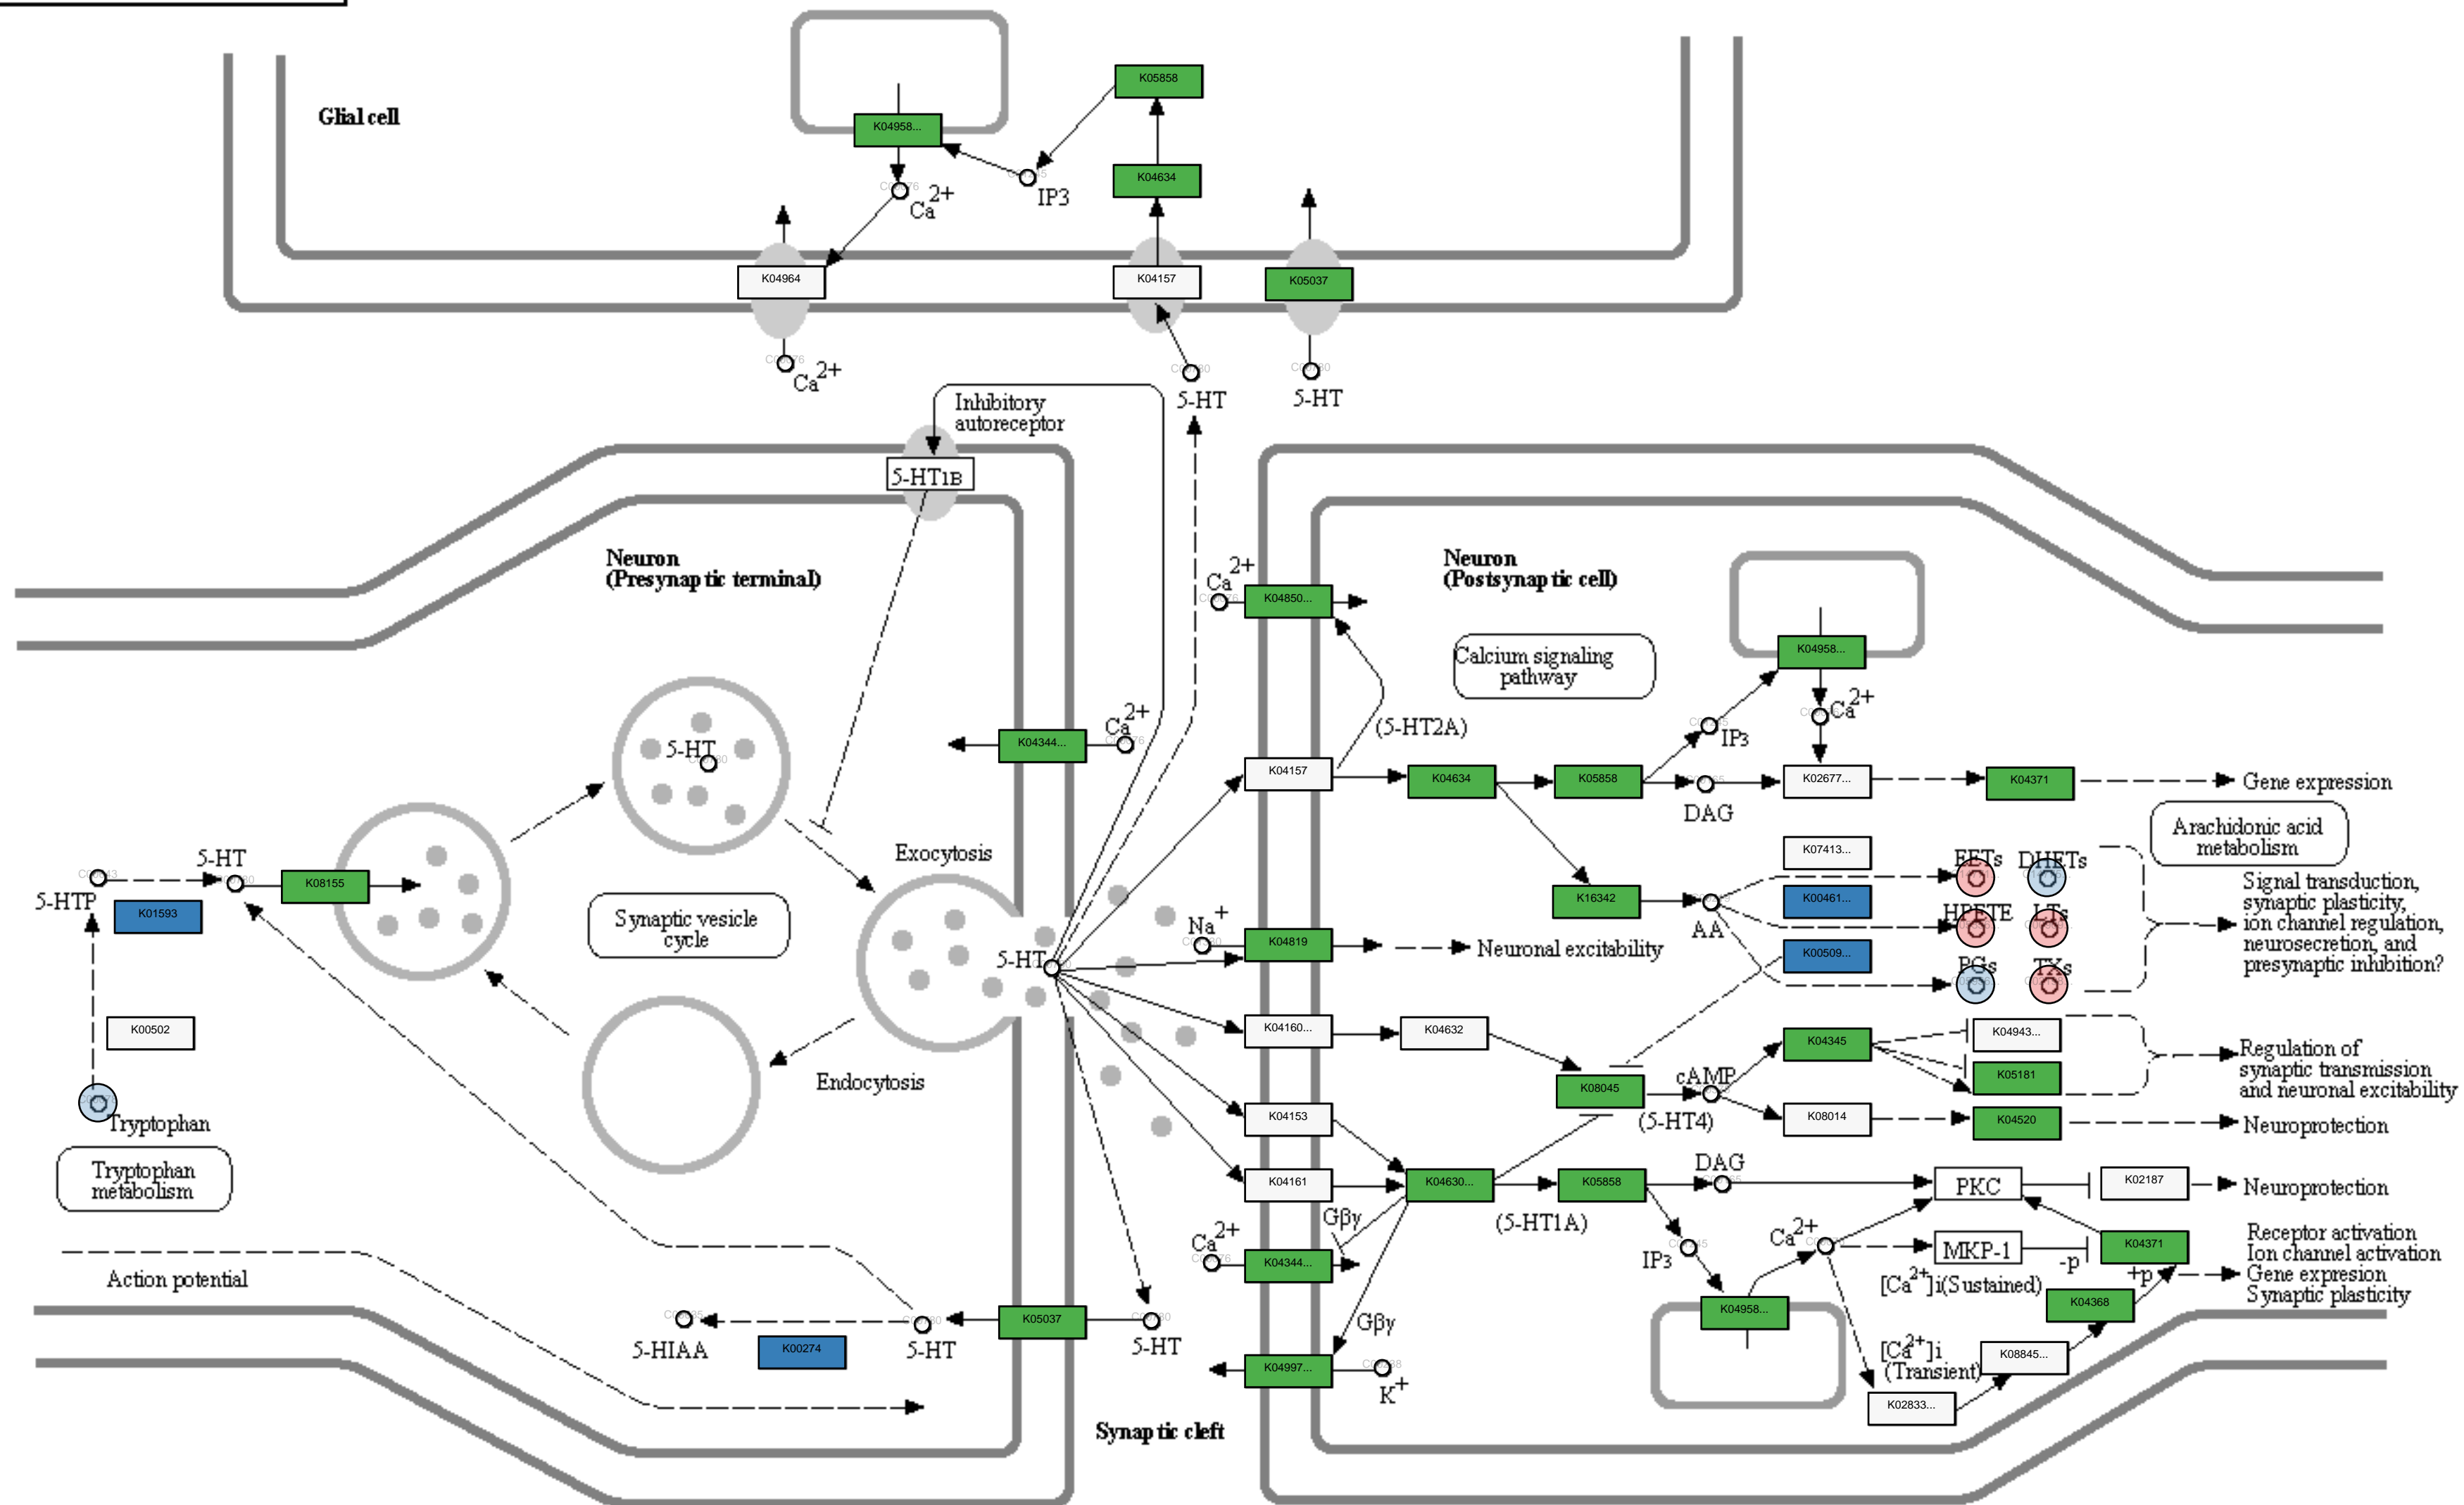 K05858
Glial cell
K04958...
K04634
IP3
Ca2+
K04964
K04157
K05037
Ca2+
5-HT
5-HT
Inhibitory
autoreceptor
5-HT1B
Neuron
(Presynaptic terminal)
Neuron
(Postsynaptic cell)
Ca2+
K04850...
Calcium signaling
pathway
K04958...
Ca2+
(5-HT2A)
IP3
5-HT
K04344...
Ca2+
K04157
K04634
K05858
DAG
K02677...
K04371
Gene expression
Arachidonic acid
metabolism
Exocytosis
K07413...
EETs
DHETs
5-HT
5-HTP
K08155
K01593
Synaptic vesicle
cycle
K16342
AA
K00461...
HPETE
LTs
Signal transduction,
synaptic plasticity,
ion channel regulation,
neurosecretion, and
presynaptic inhibition?
Na+
K04819
Neuronal excitability
5-HT
K00509...
PGs
TXs
K00502
K04160...
K04632
K04345
K04943...
Regulation of
synaptic transmission
and neuronal excitability
Endocytosis
K08045
cAMP
K05181
Tryptophan
K04153
(5-HT4)
K08014
K04520
Neuroprotection
Tryptophan
metabolism
K04161
K04630...
K05858
(5-HT1A)
DAG
PKC
K02187
Neuroprotection
Gβγ
Ca2+
K04344...
IP3
Ca2+
MKP-1
-p
K04371
+p
Receptor activation
Ion channel activation
Gene expresion
Synaptic plasticity
Action potential
[Ca2+]i(Sustained)
K04368
K04958...
5-HIAA
K00274
5-HT
K05037
5-HT
Gβγ
K04997...
K+
[Ca2+]i
(Transient)
K08845...
K02833...
Synaptic cleft